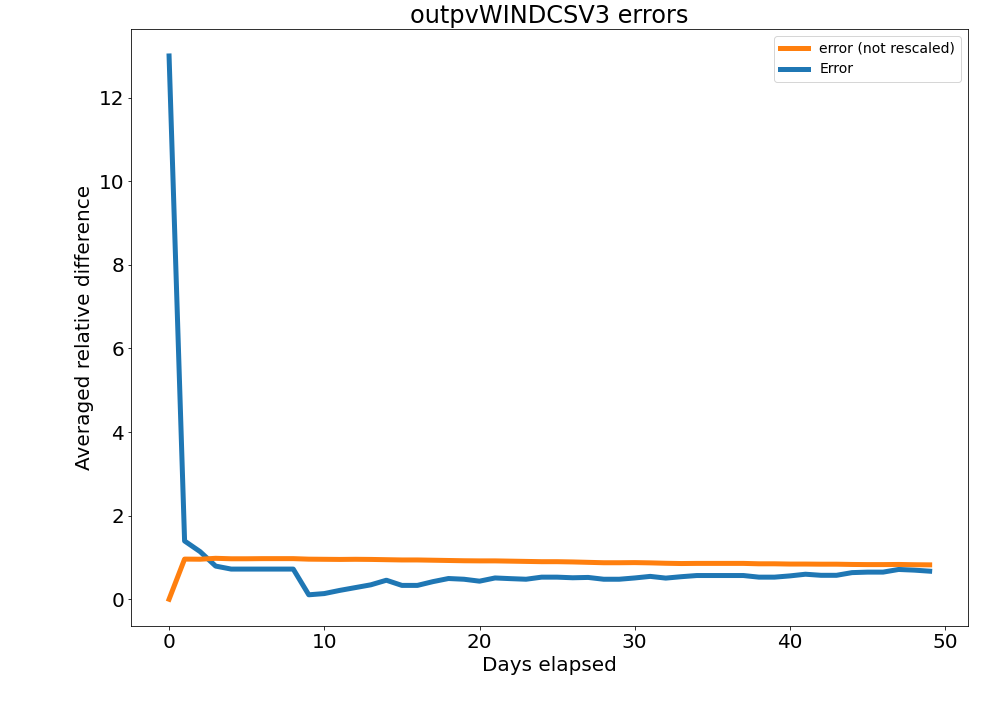 outpvWINDCSV3 errors
error (not rescaled)
Error
Averaged relative difference
12
10
8
6
4
2
0
0 10 20 30 40 50
Days elapsed